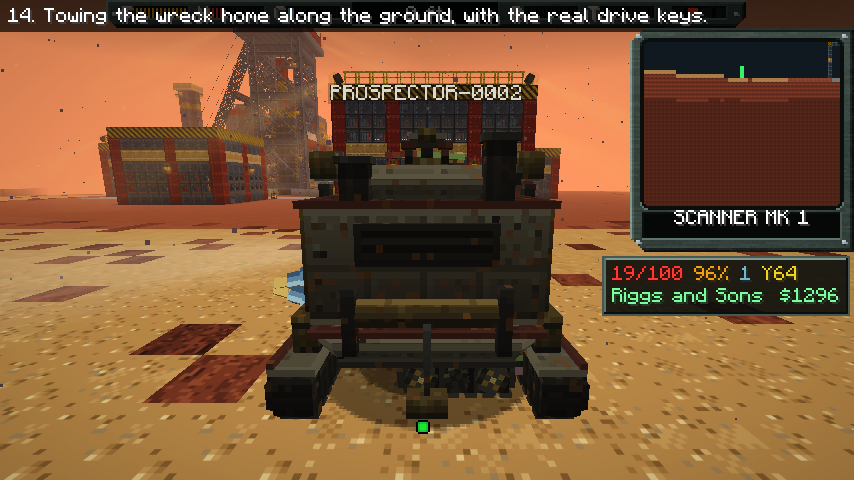 14. Towing the wreck home along the ground, with the real drive keys.
PROSPECTOR-0002
SCANNER MK 1
19/100 96% 1 Y64
Riggs and Sons $1296